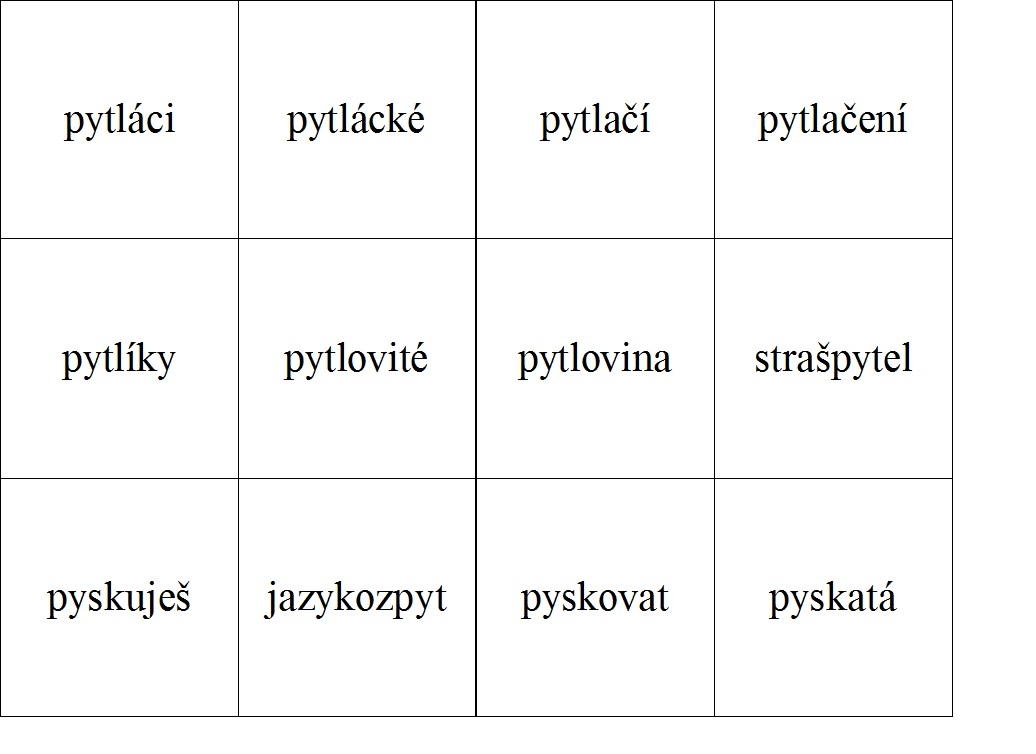 pytláci pytlácké pytlačí pytlačení
pytlíky pytlovité pytlovina strašpytel
pyskuješ jazykozpyt pyskovat pyskatá